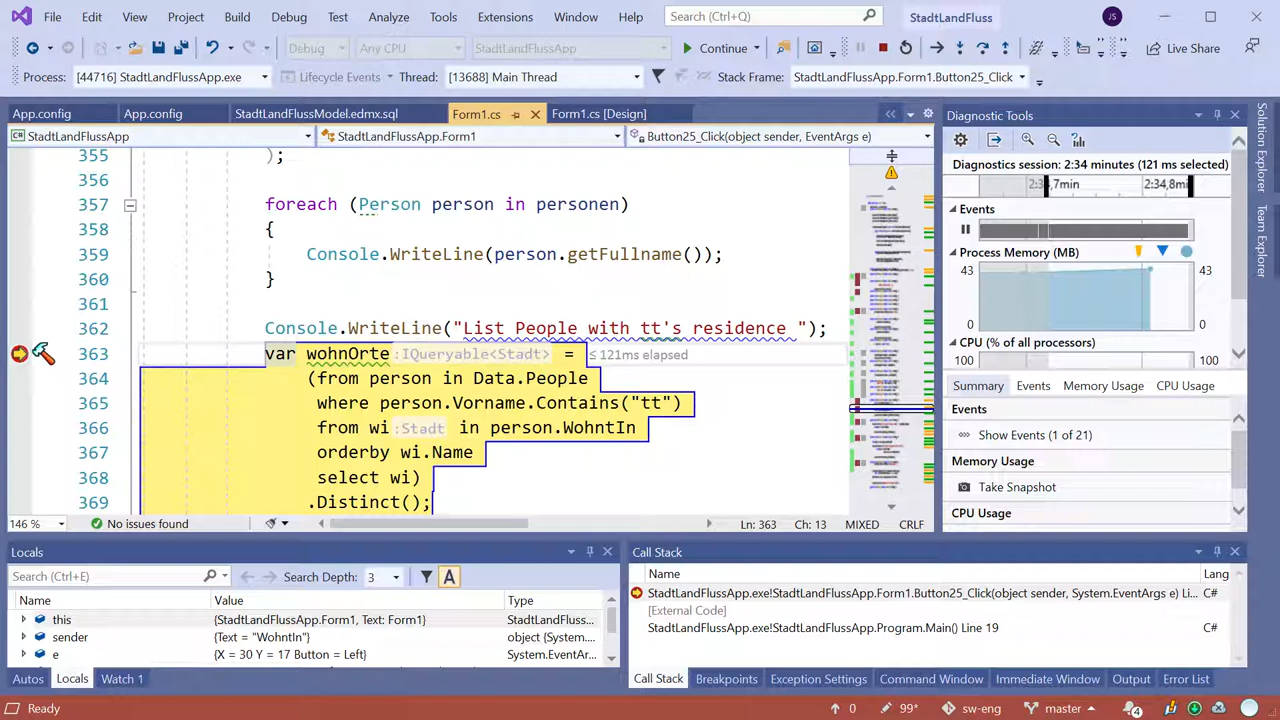 File Edit View Project Build Debug Test Analyze Tools Extensions Window Help Search (Ctrl+Q) StadtLandFluss JS
Debug Any CPU StadtLandFlussApp Continue Live Share
Process: [44716] StadtLandFlussApp.exe Lifecycle Events Thread: [13688] Main Thread Stack Frame: StadtLandFlussApp.Form1.Button25_Click
App.config App.config StadtLandFlussModel.edmx.sql Form1.cs Form1.cs [Design]
StadtLandFlussApp StadtLandFlussApp.Form1 Button25_Click(object sender, EventArgs e)
355 );
356
357 foreach (Person person in personen)
358 {
359 Console.WriteLine(person.getFullname());
360 }
361
362 Console.WriteLine("List People with tt's residence ");
363 var wohnOrte :IQueryable<Stadt> = ≤ 121ms elapsed
364 (from person in Data.People
365 where person.Vorname.Contains("tt")
366 from wi :Stadt in person.WohntIn
367 orderby wi.Name
368 select wi)
369 .Distinct();
146 % No issues found Ln: 363 Ch: 13 MIXED CRLF
Diagnostic Tools
Diagnostic session: 2:34 minutes (121 ms selected)
2:34,8min
Events
Process Memory (MB)
43 43
0 0
CPU (% of all processors)
100 100
Summary Events Memory Usage CPU Usage
Events
Memory Usage
Take Snapshot
CPU Usage
Solution Explorer
Team Explorer
Locals
Search (Ctrl+E) Search Depth: 3 A
Name Value Type
this {StadtLandFlussApp.Form1, Text: Form1} StadtLandFluss...
sender {Text = "WohntIn"} object {System....
e {X = 30 Y = 17 Button = Left} System.EventAr...
Autos Locals Watch 1
Call Stack
Name Lang
StadtLandFlussApp.exe!StadtLandFlussApp.Form1.Button25_Click(object sender, System.EventArgs e) Li... C#
[External Code]
StadtLandFlussApp.exe!StadtLandFlussApp.Program.Main() Line 19 C#
Call Stack Breakpoints Exception Settings Command Window Immediate Window Output Error List
Ready 0 99* sw-eng master 4